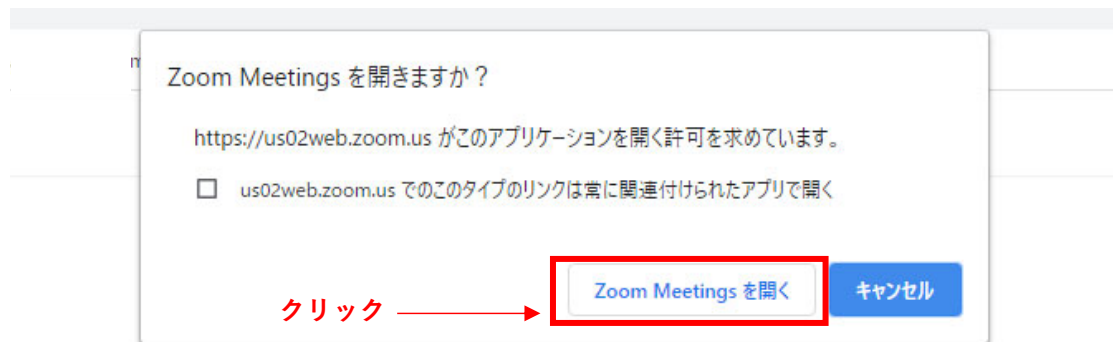 Zoom Meetings を開きますか？
https://us02web.zoom.us がこのアプリケーションを開く許可を求めています。
us02web.zoom.us でのこのタイプのリンクは常に関連付けられたアプリで開く
Zoom Meetings を開く
キャンセル
クリック